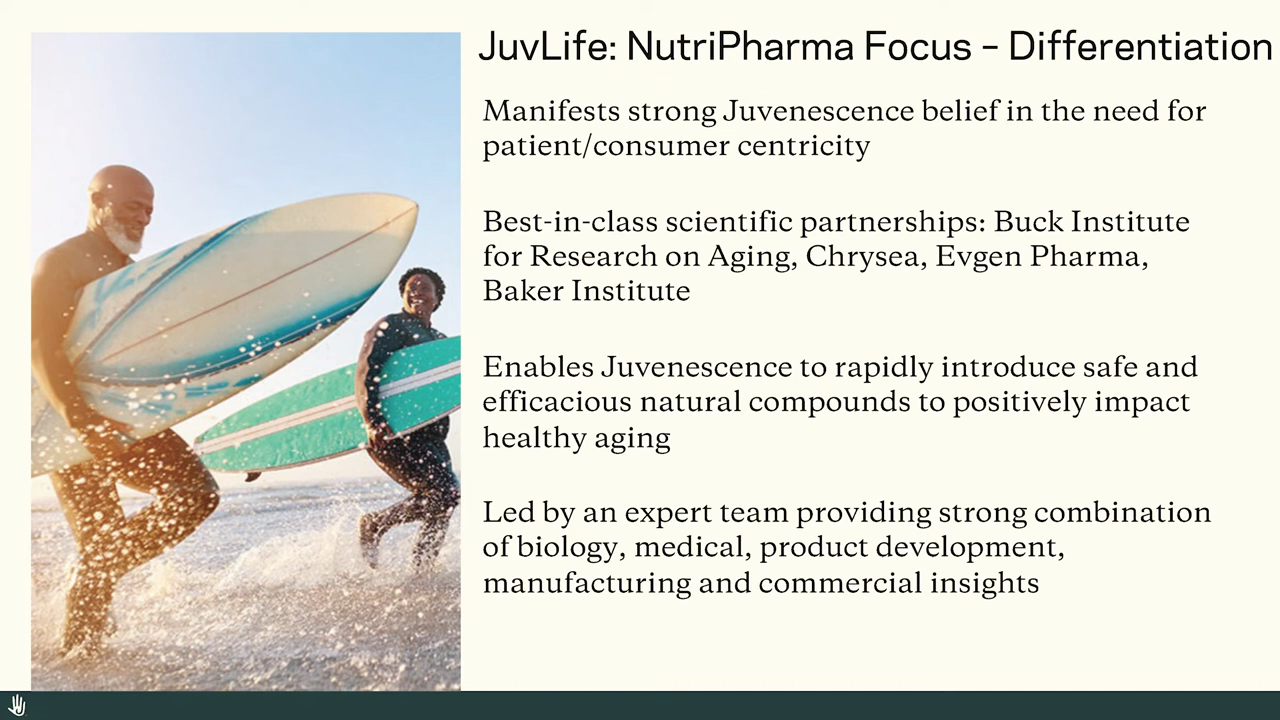 JuvLife: NutriPharma Focus – Differentiation
Manifests strong Juvenescence belief in the need for
patient/consumer centricity
Best-in-class scientific partnerships: Buck Institute
for Research on Aging, Chrysea, Evgen Pharma,
Baker Institute
Enables Juvenescence to rapidly introduce safe and
efficacious natural compounds to positively impact
healthy aging
Led by an expert team providing strong combination
of biology, medical, product development,
manufacturing and commercial insights